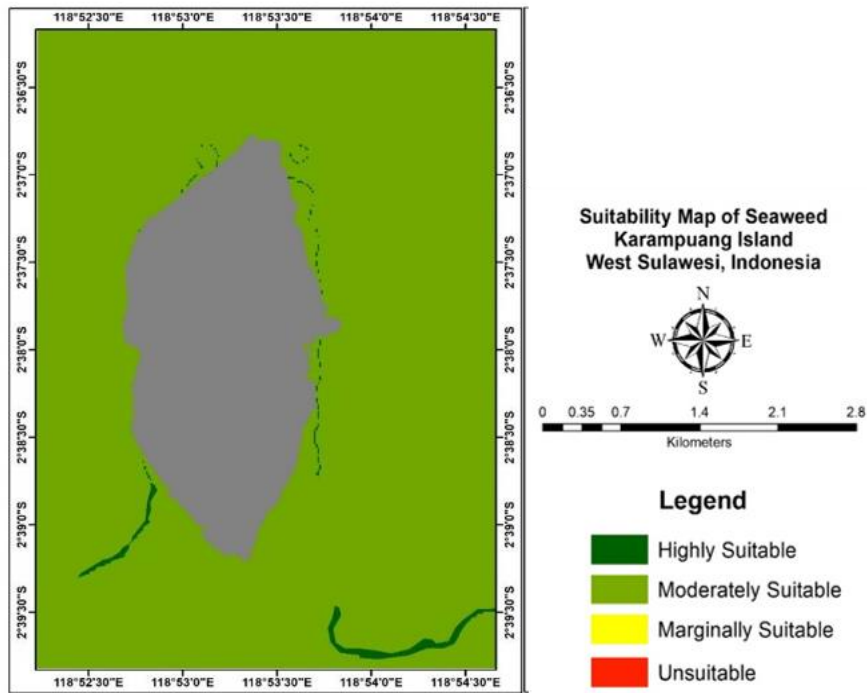 118°52'30"E 118°53'0"E 118°53'30"E 118°54'0"E 118°54'30"E
2°36'30"S
2°37'0"S
2°37'30"S
2°38'0"S
2°38'30"S
2°39'0"S
2°39'30"S
2°36'30"S
2°37'0"S
2°37'30"S
2°38'0"S
2°38'30"S
2°39'0"S
2°39'30"S
118°52'30"E 118°53'0"E 118°53'30"E 118°54'0"E 118°54'30"E
Suitability Map of Seaweed
Karampuang Island
West Sulawesi, Indonesia
N
W E
S
0 0.35 0.7 1.4 2.1 2.8
Kilometers
Legend
Highly Suitable
Moderately Suitable
Marginally Suitable
Unsuitable